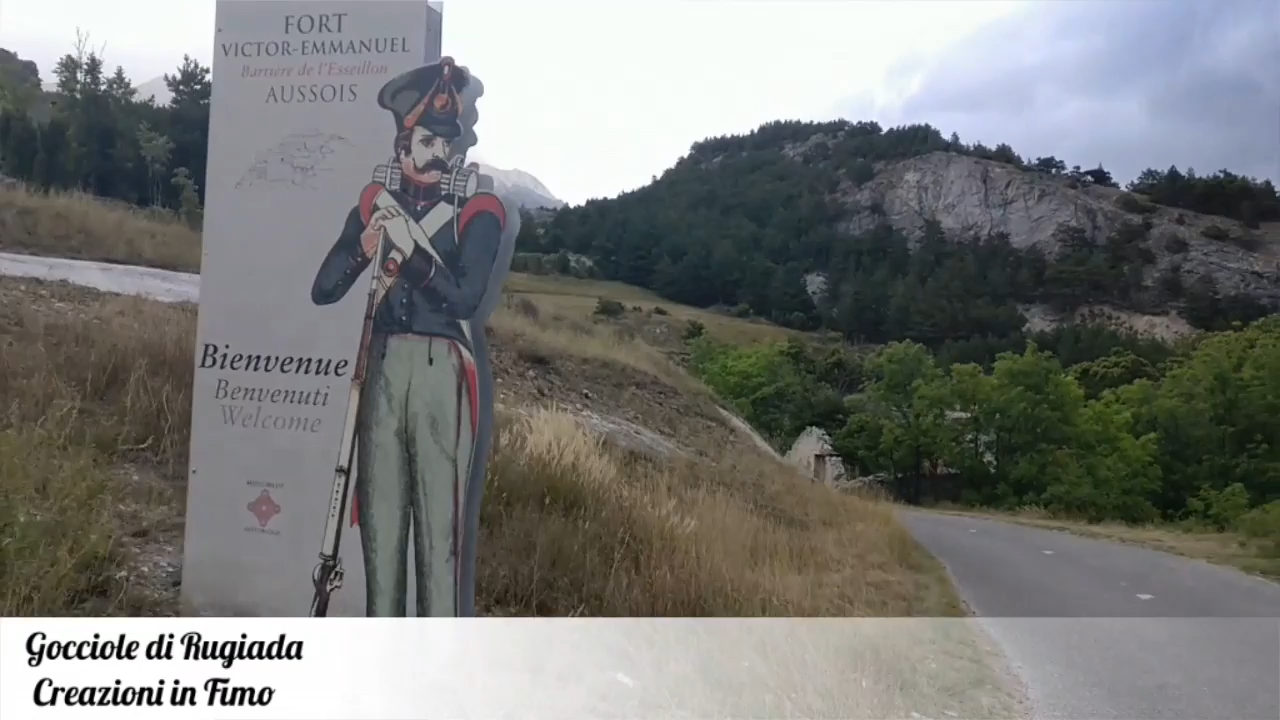 FORT
VICTOR-EMMANUEL
Barrière de l'Esseillon
AUSSOIS
Bienvenue
Benvenuti
Welcome
Gocciole di Rugiada
Creazioni in Fimo